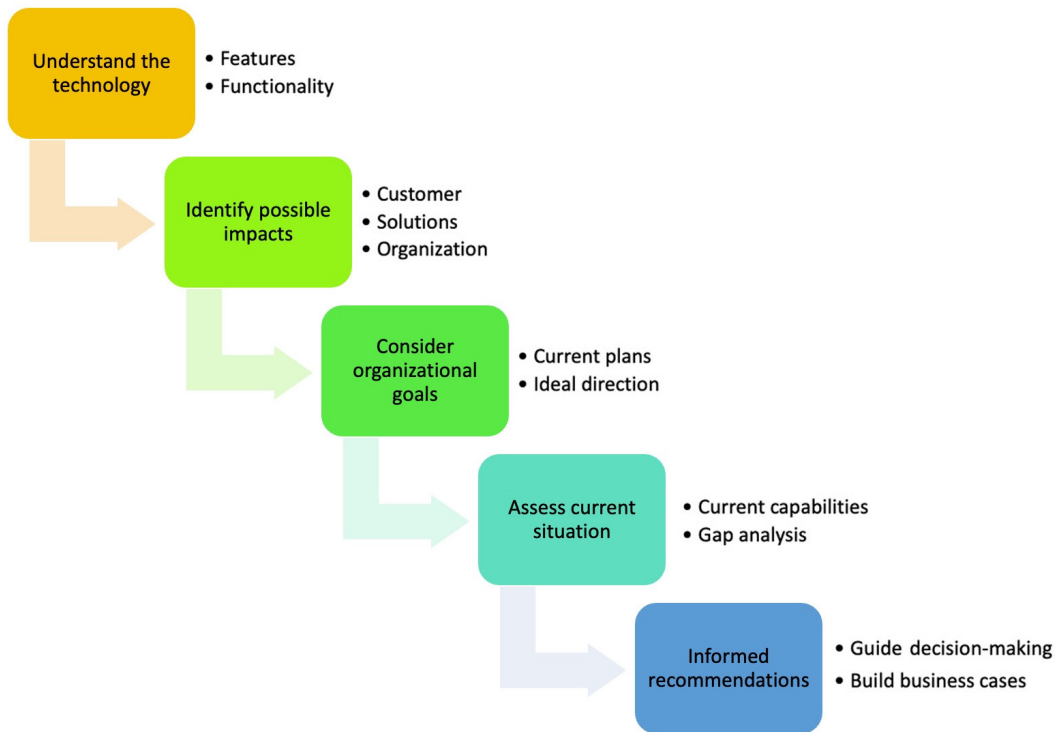 Understand the
technology
• Features
• Functionality
Identify possible
impacts
• Customer
• Solutions
• Organization
Consider
organizational
goals
• Current plans
• Ideal direction
Assess current
situation
• Current capabilities
• Gap analysis
Informed
recommendations
• Guide decision-making
• Build business cases